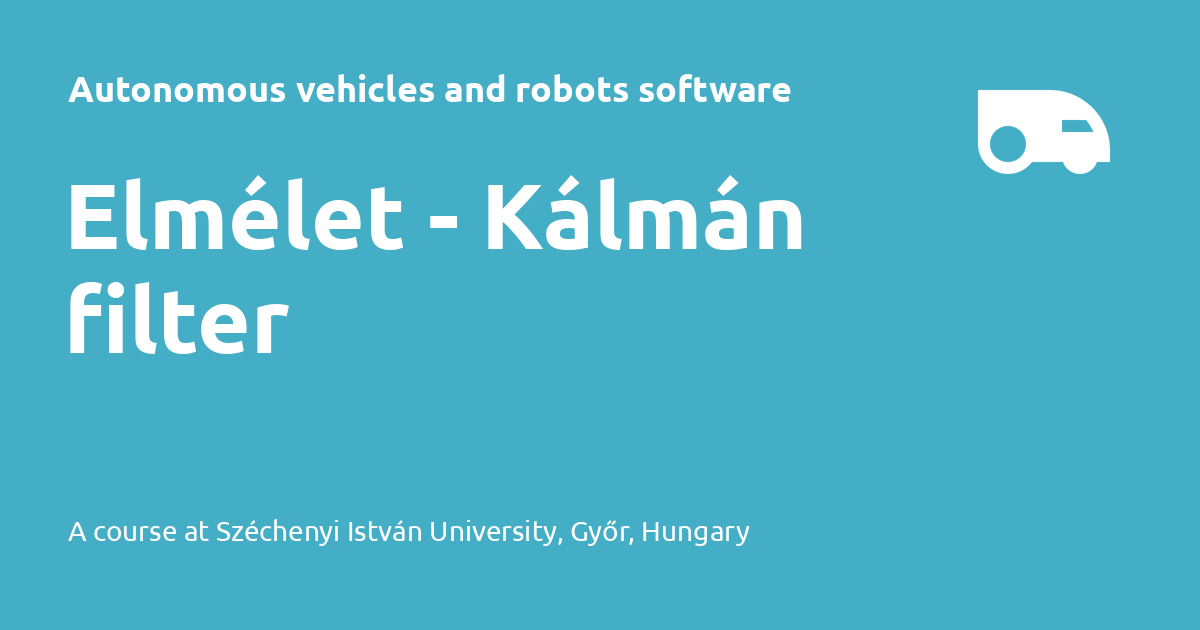 Autonomous vehicles and robots software
Elmélet - Kálmán
filter
A course at Széchenyi István University, Győr, Hungary